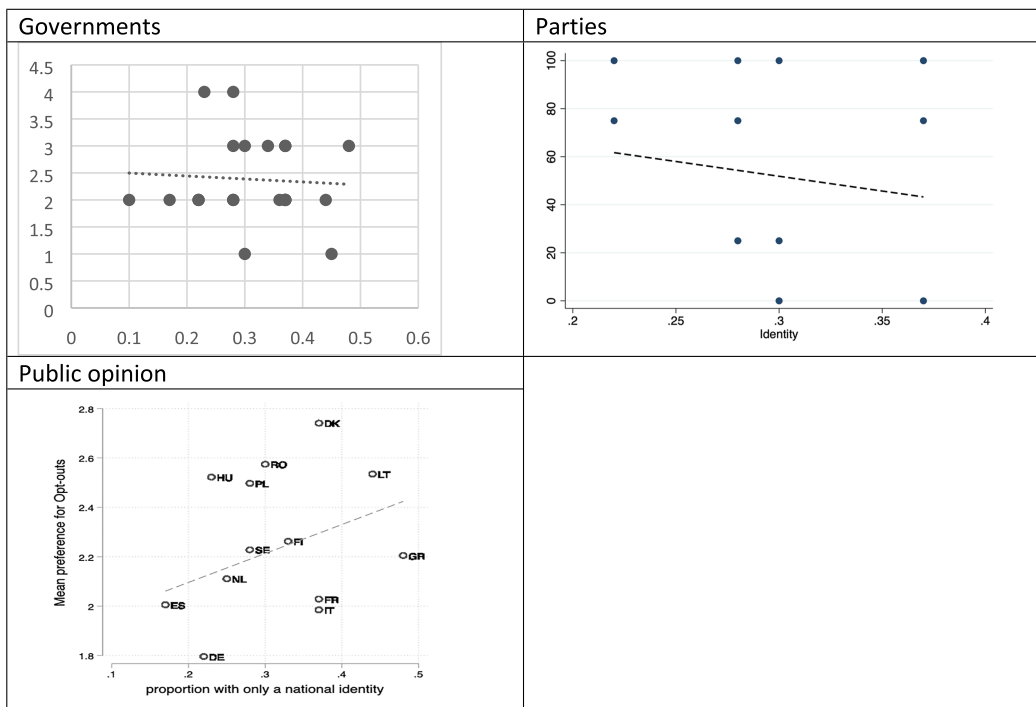 Governments
4.5
4
3.5
3
2.5
2
1.5
1
0.5
0
0 0.1 0.2 0.3 0.4 0.5 0.6
Parties
100
80
60
40
20
0
.2 .25 .3 .35 .4
Identity
Public opinion
Mean preference for Opt-outs
2.8
2.6
2.4
2.2
2
1.8
DK
RO
LT
HU
PL
FI
SE
GR
NL
FR
ES
IT
DE
.1 .2 .3 .4 .5
proportion with only a national identity